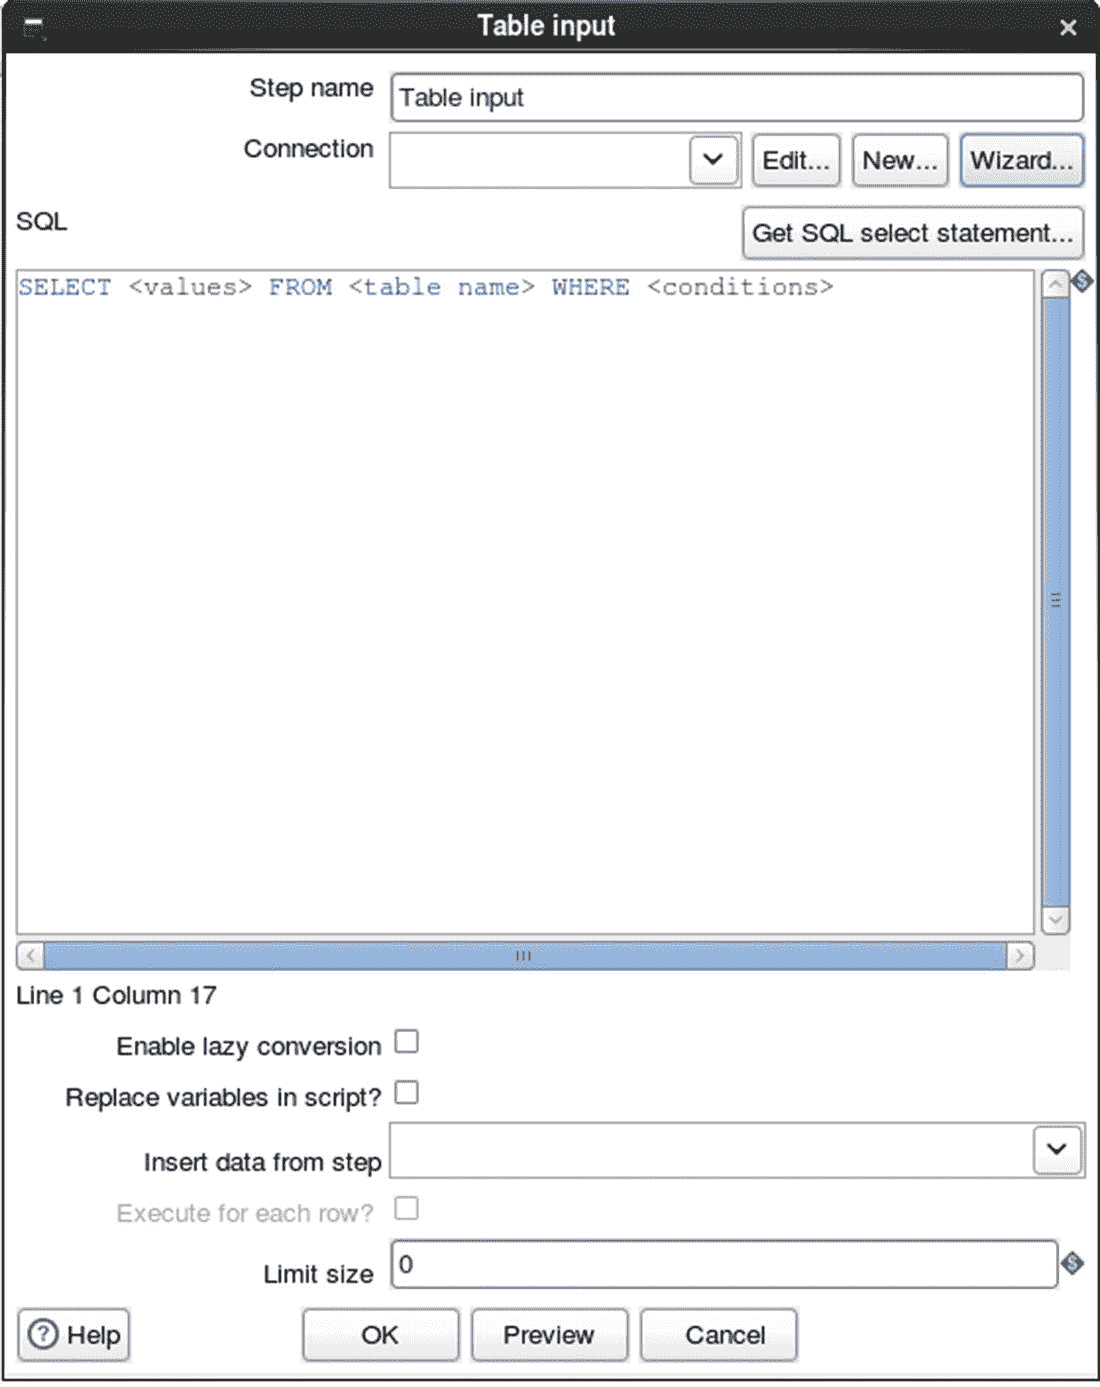 Table input
Step name Table input
Connection Edit... New... Wizard...
SQL Get SQL select statement...
SELECT <values> FROM <table name> WHERE <conditions>
Line 1 Column 17
Enable lazy conversion
Replace variables in script?
Insert data from step
Execute for each row?
Limit size 0
Help OK Preview Cancel